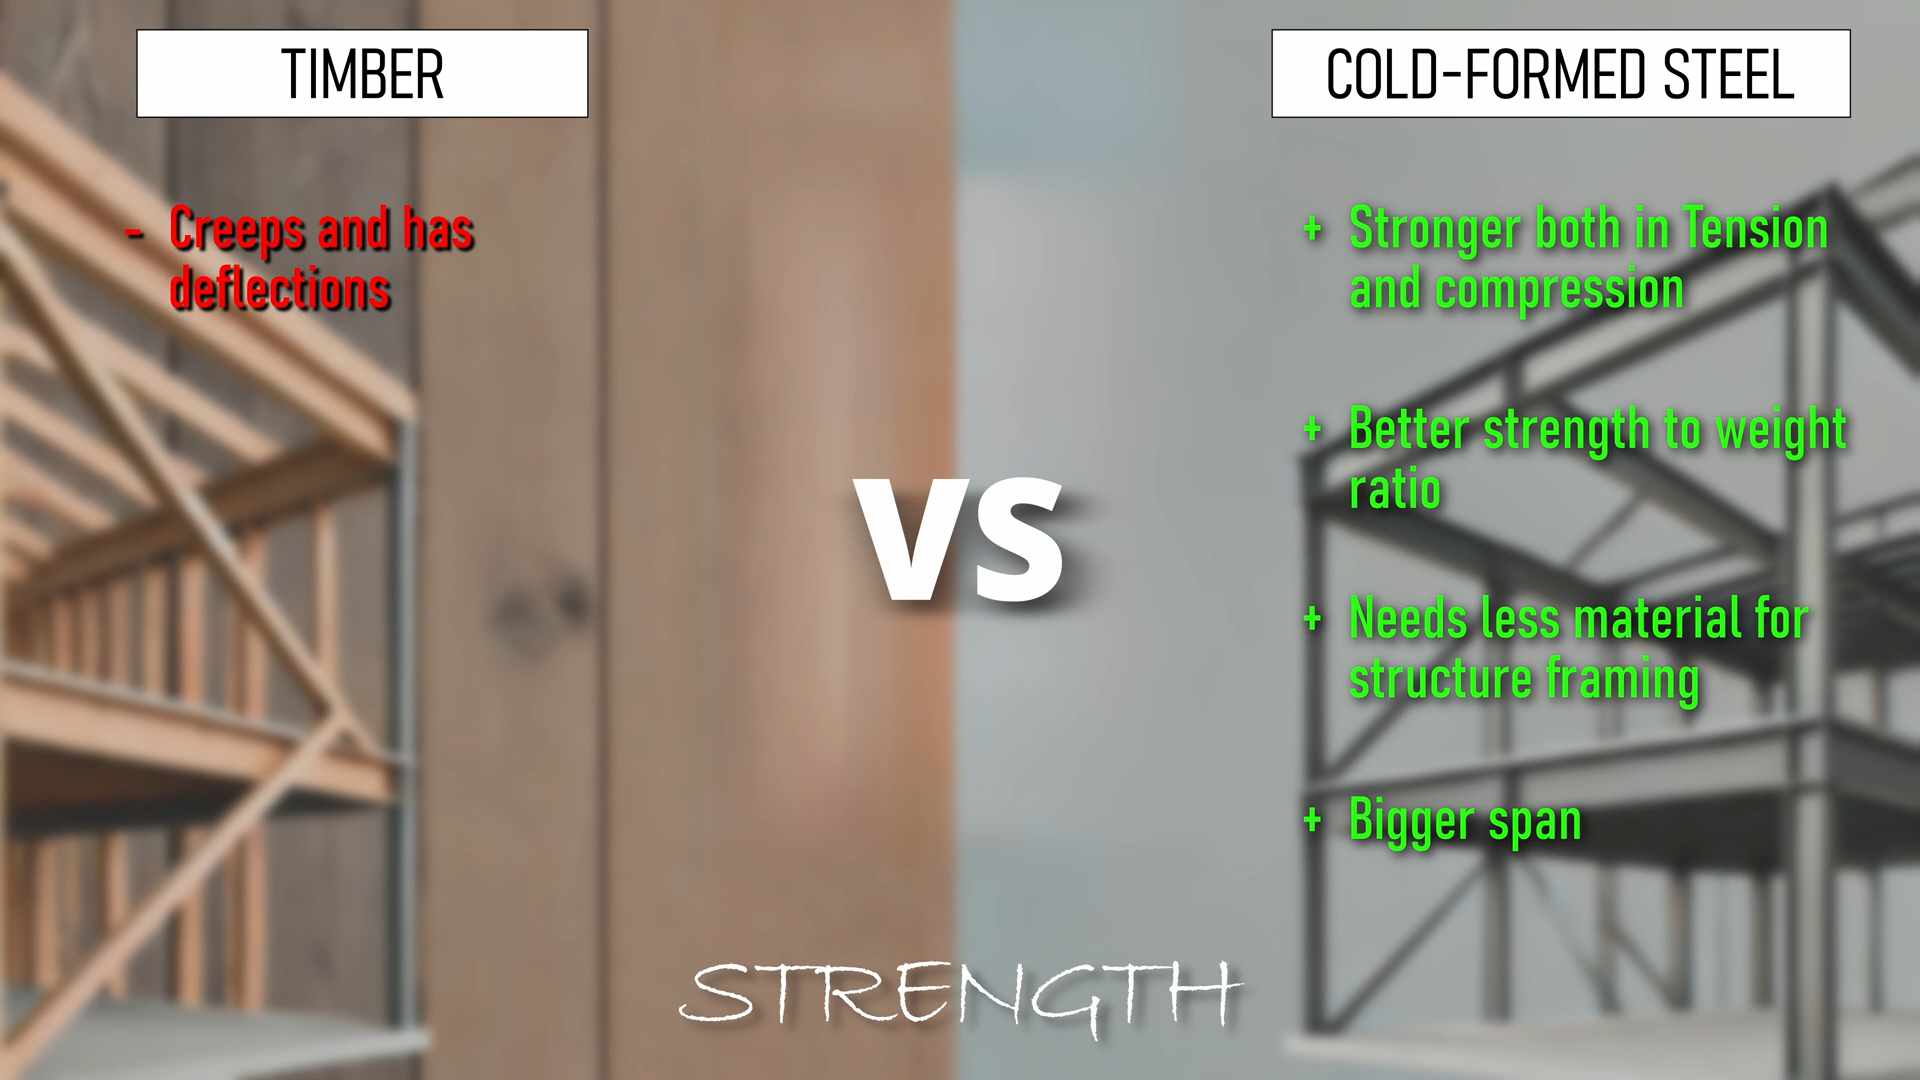 TIMBER
COLD-FORMED STEEL
- Creeps and has
deflections
+ Stronger both in Tension
and compression
+ Better strength to weight
ratio
+ Needs less material for
structure framing
+ Bigger span
VS
STRENGTH